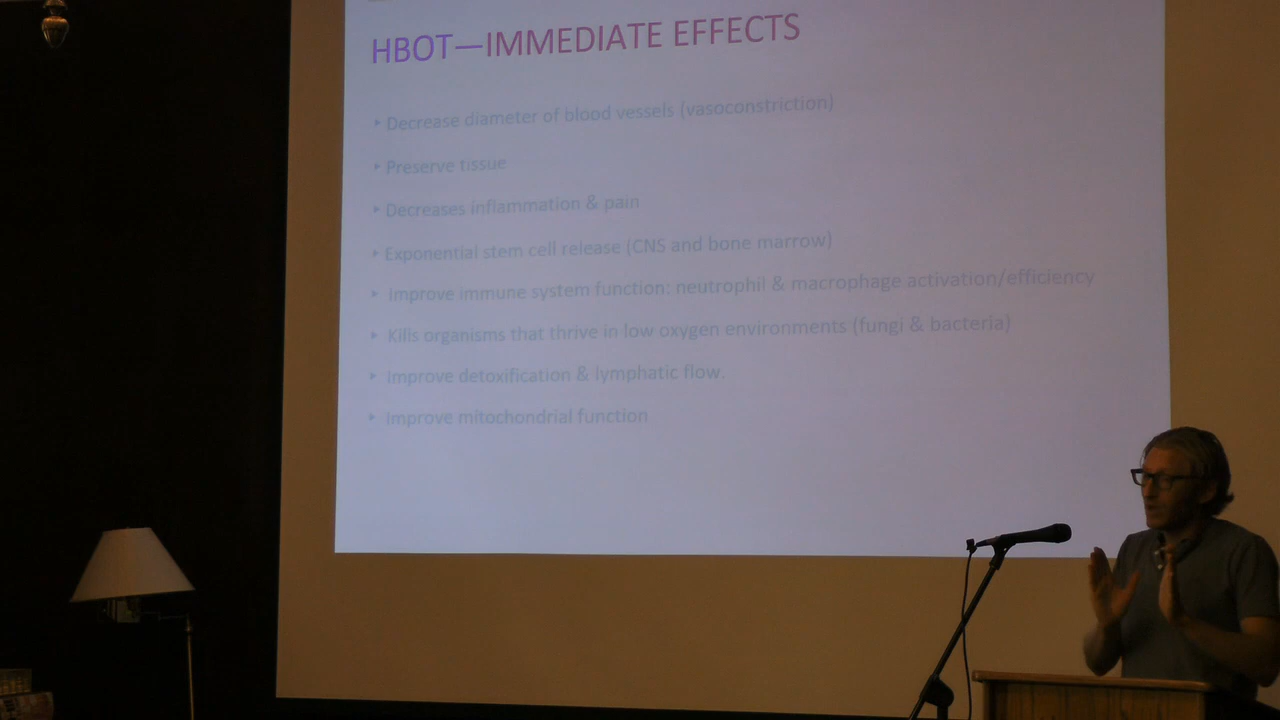 HBOT—IMMEDIATE EFFECTS
‣ Decrease diameter of blood vessels (vasoconstriction)
‣ Preserve tissue
‣ Decreases inflammation & pain
‣ Exponential stem cell release (CNS and bone marrow)
‣ Improve immune system function: neutrophil & macrophage activation/efficiency
‣ Kills organisms that thrive in low oxygen environments (fungi & bacteria)
‣ Improve detoxification & lymphatic flow.
‣ Improve mitochondrial function